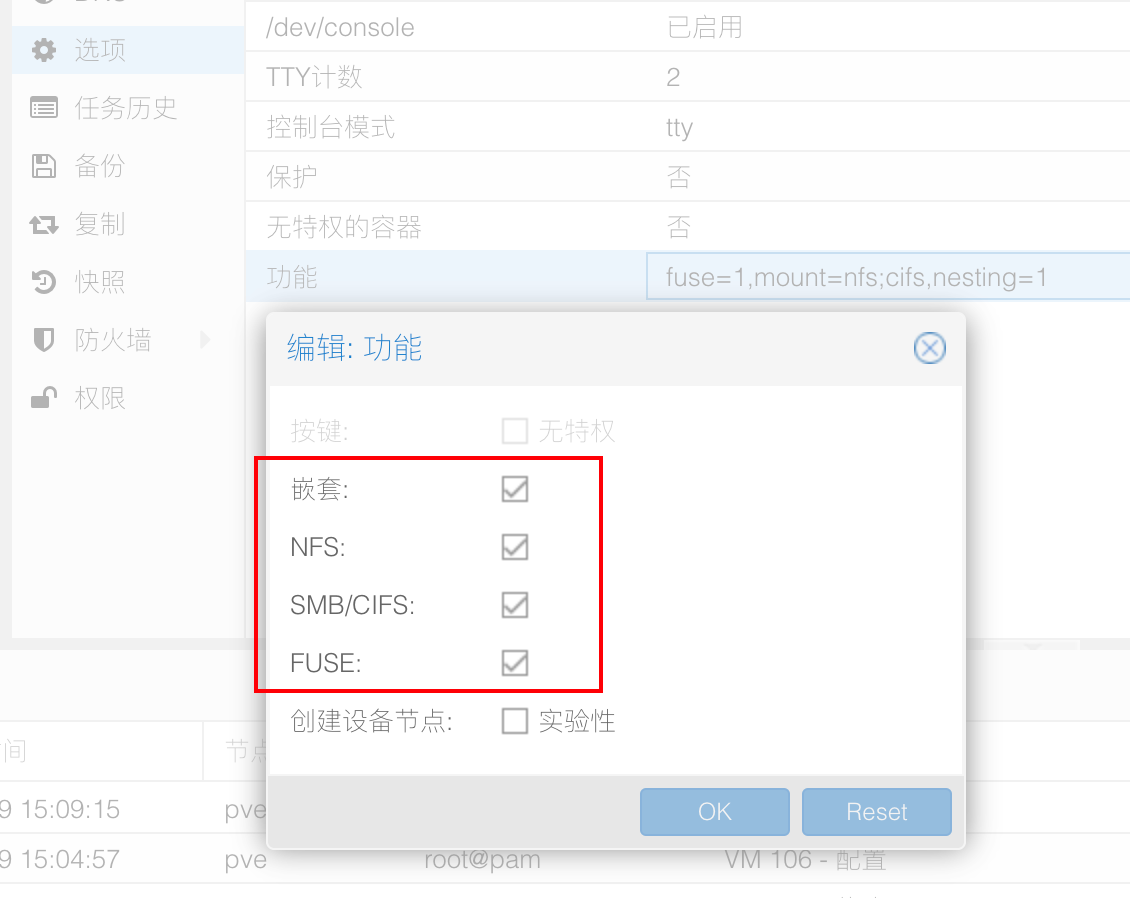 选项
任务历史
备份
复制
快照
防火墙
权限
/dev/console 已启用
TTY计数 2
控制台模式 tty
保护 否
无特权的容器 否
功能 fuse=1,mount=nfs;cifs,nesting=1
编辑: 功能
按键: 无特权
嵌套:
NFS:
SMB/CIFS:
FUSE:
创建设备节点: 实验性
OK Reset
间 节点
9 15:09:15 pve
9 15:04:57 pve root@pam VM 106 - 配置